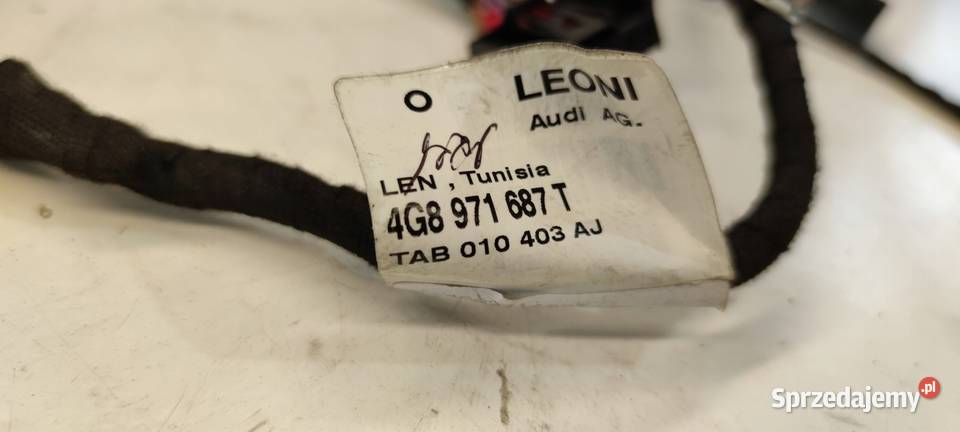 O LEONI
Audi AG.
LEN , Tunisia
4G8 971 687 T
TAB 010 403 AJ
Sprzedajemy.pl